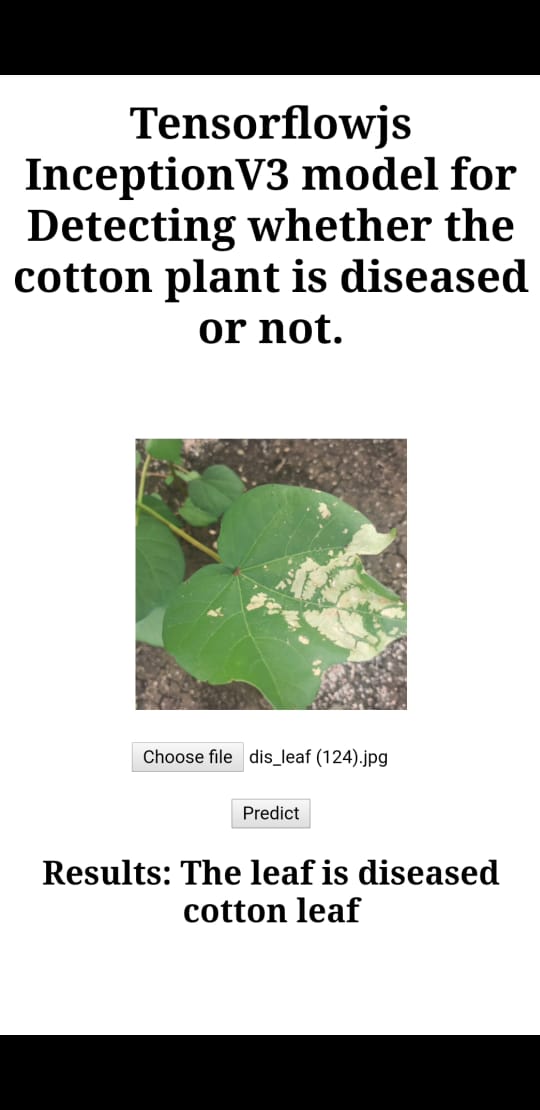 Tensorflowjs
InceptionV3 model for
Detecting whether the
cotton plant is diseased
or not.
Choose file dis_leaf (124).jpg
Predict
Results: The leaf is diseased
cotton leaf